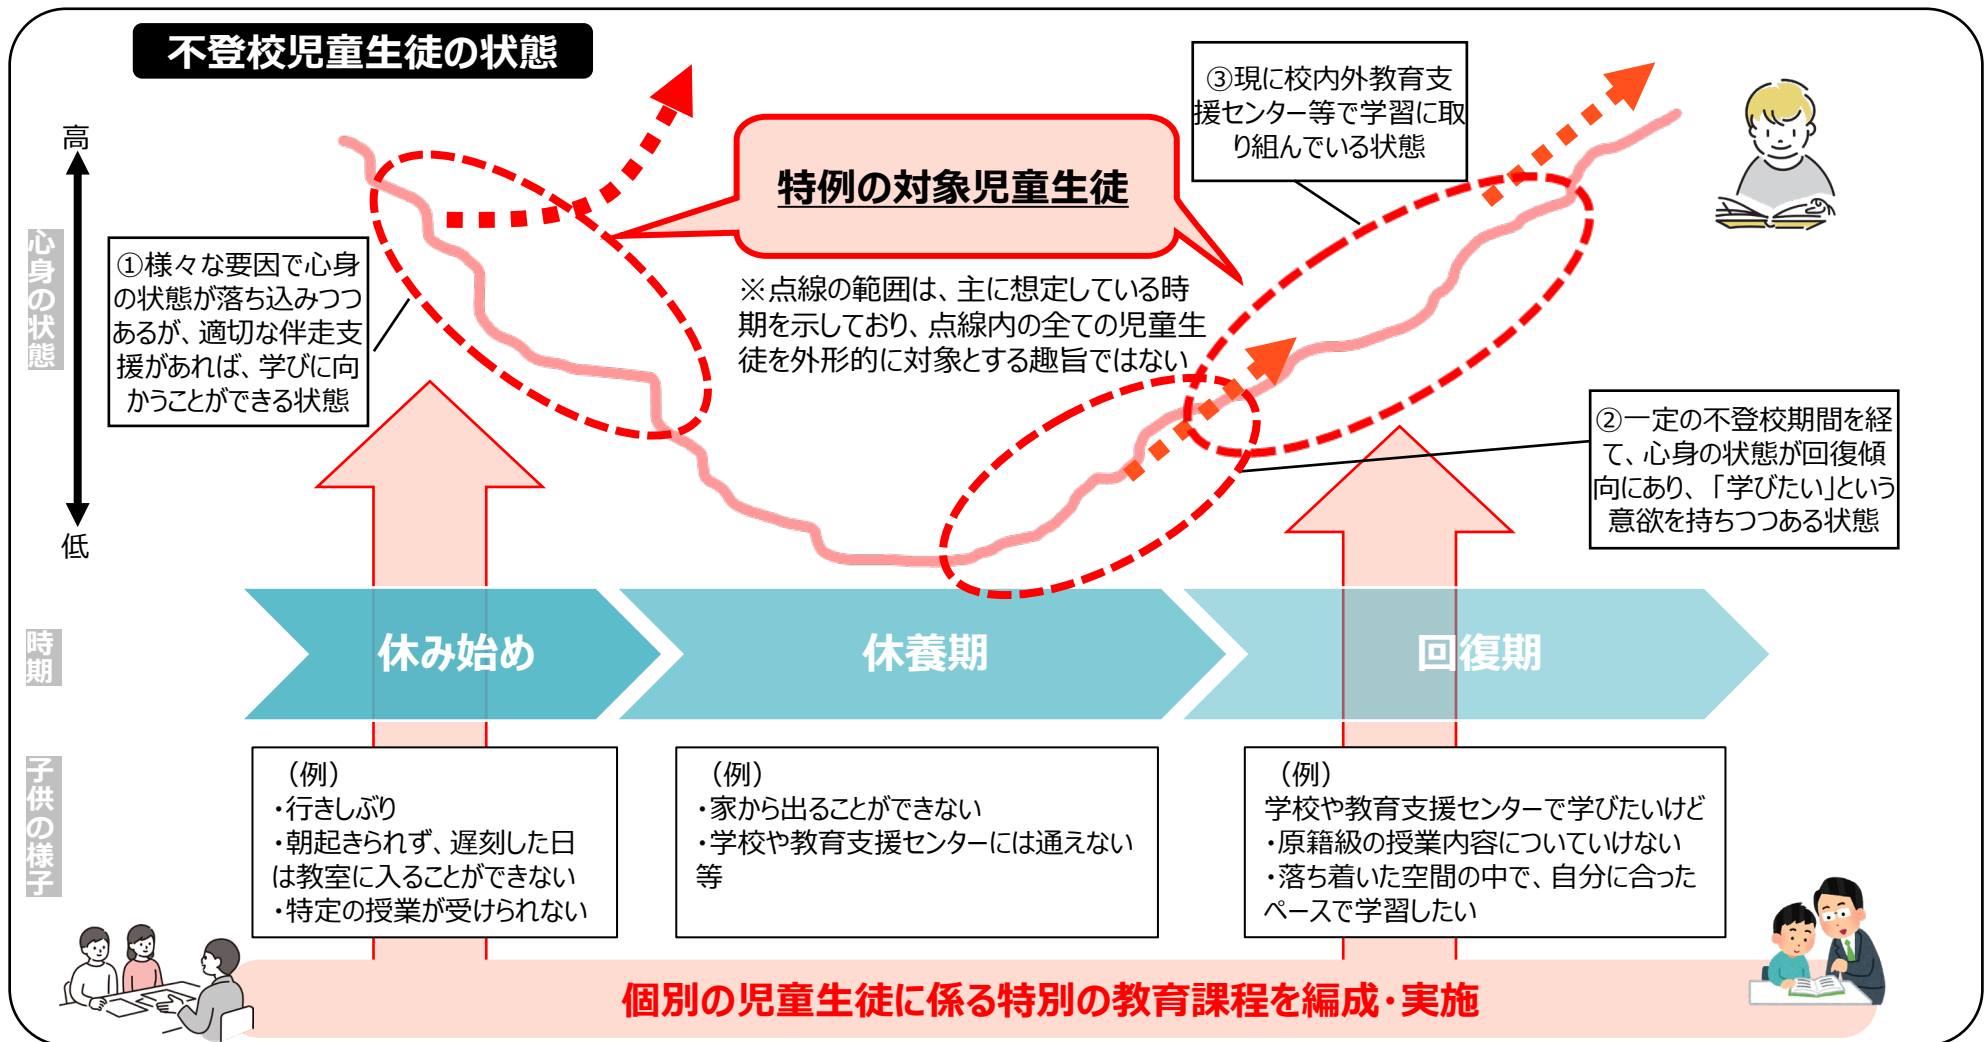 不登校児童生徒の状態
高
低
心身の状態
①様々な要因で心身
の状態が落ち込みつつ
あるが、適切な伴走支
援があれば、学びに向
かうことができる状態
特例の対象児童生徒
※点線の範囲は、主に想定している時
期を示しており、点線内の全ての児童生
徒を外形的に対象とする趣旨ではない
③現に校内外教育支
援センター等で学習に取
り組んでいる状態
②一定の不登校期間を経
て、心身の状態が回復傾
向にあり、「学びたい」という
意欲を持ちつつある状態
時期
休み始め
休養期
回復期
子供の様子
（例）
・行きしぶり
・朝起きられず、遅刻した日
は教室に入ることができない
・特定の授業が受けられない
（例）
・家から出ることができない
・学校や教育支援センターには通えない
等
（例）
学校や教育支援センターで学びたいけど
・原籍級の授業内容についていけない
・落ち着いた空間の中で、自分に合った
ペースで学習したい
個別の児童生徒に係る特別の教育課程を編成・実施